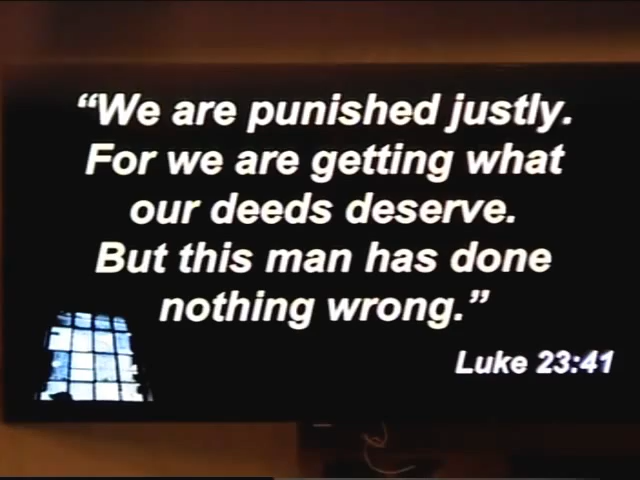 “We are punished justly.
For we are getting what
our deeds deserve.
But this man has done
nothing wrong.”
Luke 23:41